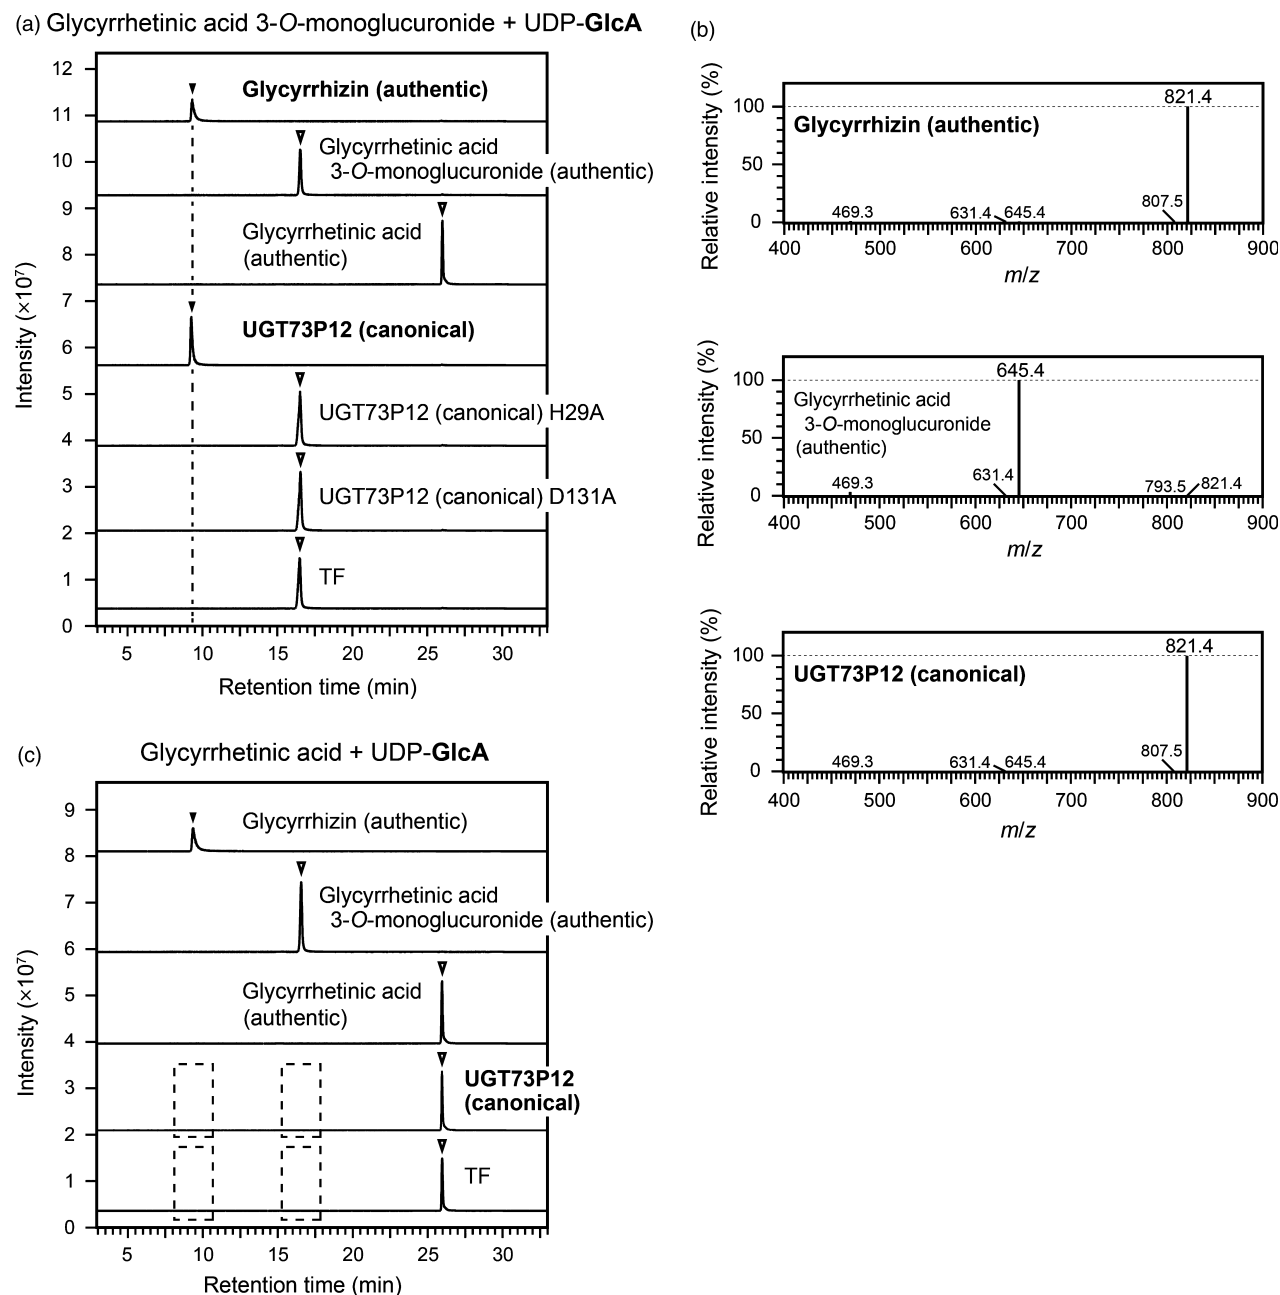 (a) Glycyrrhetinic acid 3-O-monoglucuronide + UDP-GlcA
12
11
10
9
8
7
6
5
4
3
2
1
0
Intensity (×10⁷)
Glycyrrhizin (authentic)
Glycyrrhetinic acid
3-O-monoglucuronide (authentic)
Glycyrrhetinic acid
(authentic)
UGT73P12 (canonical)
UGT73P12 (canonical) H29A
UGT73P12 (canonical) D131A
TF
5 10 15 20 25 30
Retention time (min)
(b)
Relative intensity (%)
100
50
0
Glycyrrhizin (authentic)
821.4
469.3 631.4 645.4 807.5
400 500 600 700 800 900
m/z
Relative intensity (%)
100
50
0
645.4
Glycyrrhetinic acid
3-O-monoglucuronide
(authentic)
469.3 631.4 793.5 821.4
400 500 600 700 800 900
m/z
Relative intensity (%)
100
50
0
821.4
UGT73P12 (canonical)
469.3 631.4 645.4 807.5
400 500 600 700 800 900
m/z
(c) Glycyrrhetinic acid + UDP-GlcA
9
8
7
6
5
4
3
2
1
0
Intensity (×10⁷)
Glycyrrhizin (authentic)
Glycyrrhetinic acid
3-O-monoglucuronide (authentic)
Glycyrrhetinic acid
(authentic)
UGT73P12
(canonical)
TF
5 10 15 20 25 30
Retention time (min)